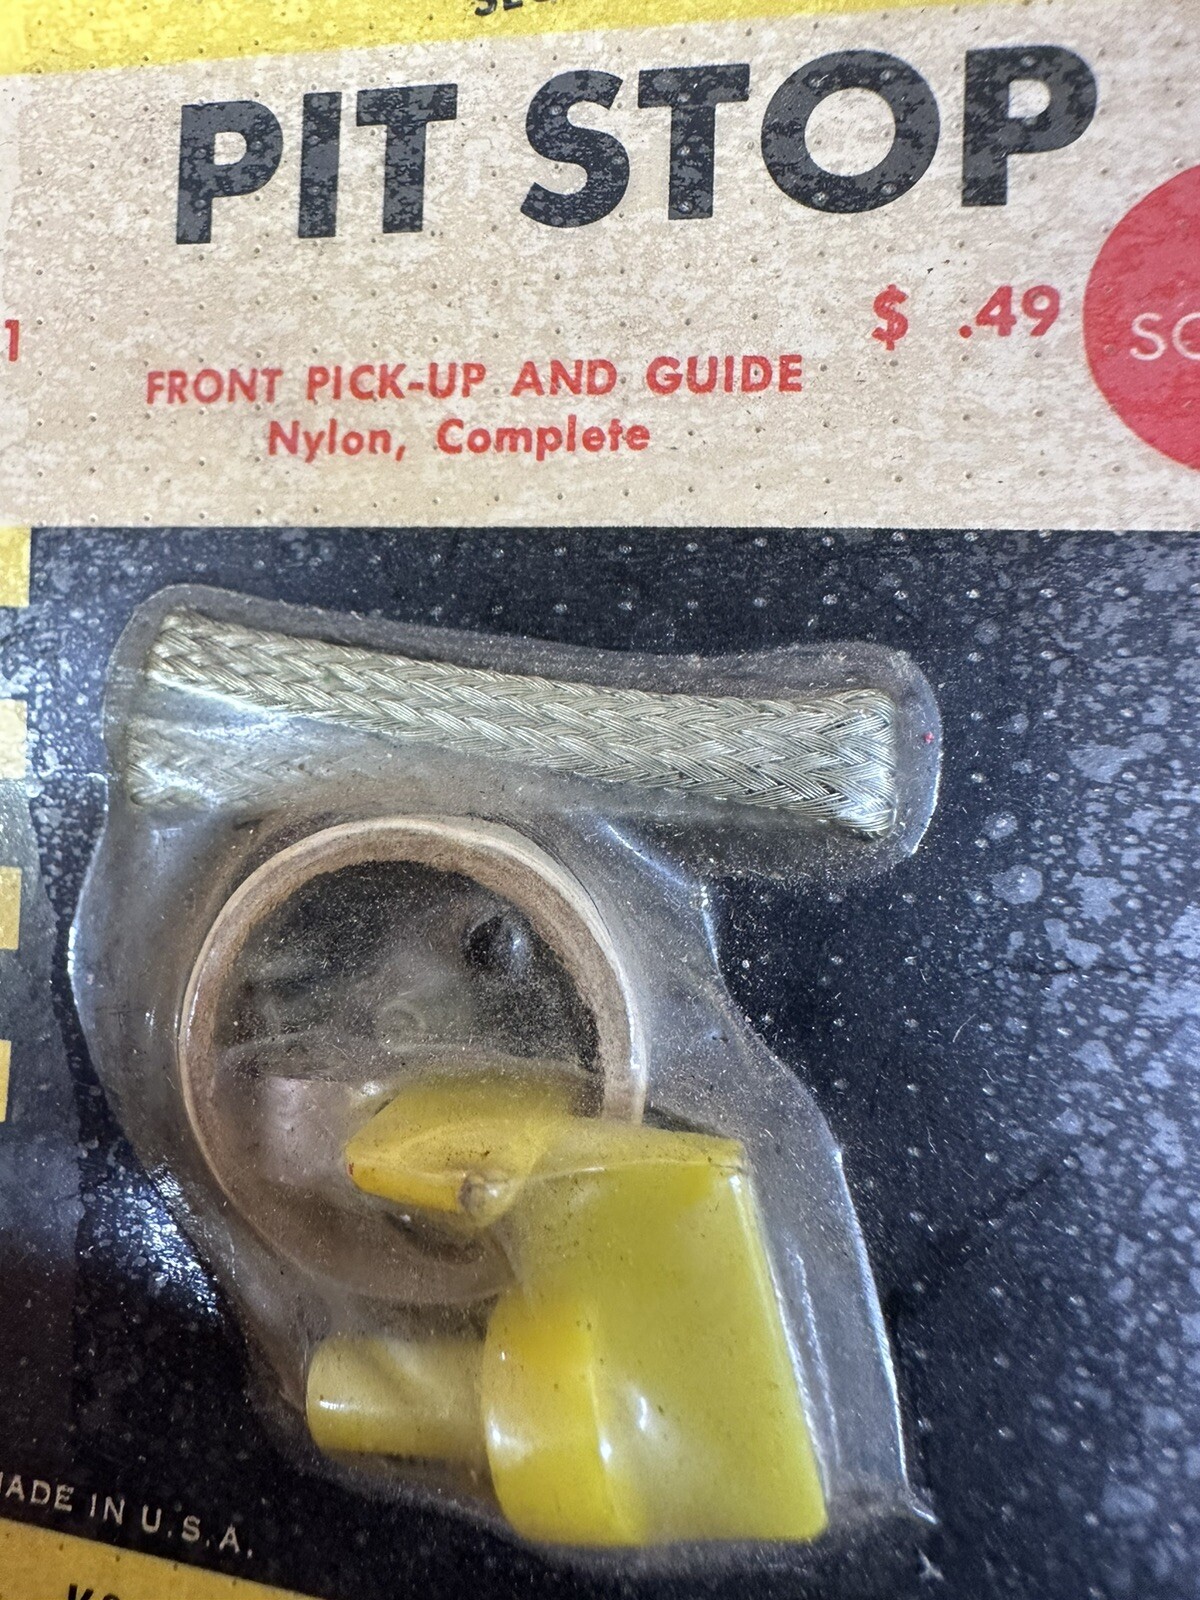 PIT STOP
$ .49
FRONT PICK-UP AND GUIDE
Nylon, Complete
MADE IN U.S.A.